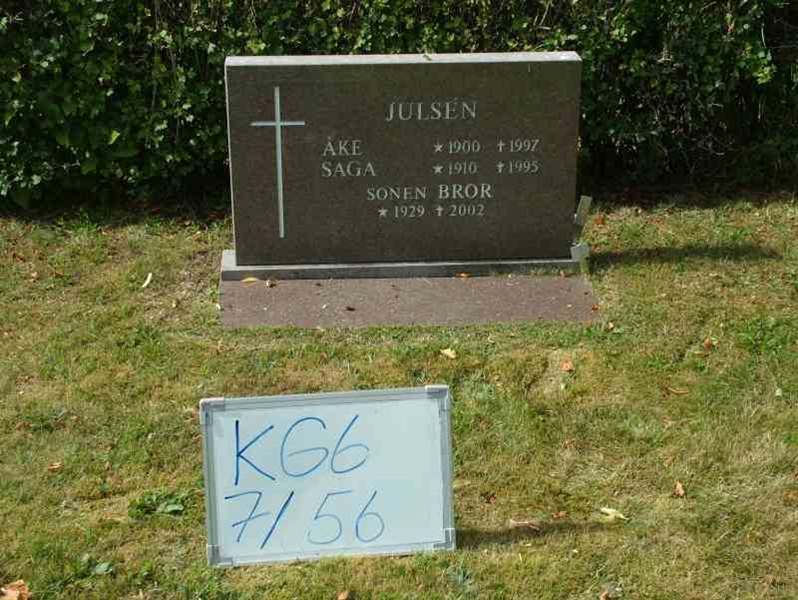 JULSÉN
ÅKE ★ 1900 ✝ 1997
SAGA ★ 1910 ✝ 1995
SONEN BROR
★ 1929 ✝ 2002
KG6
7/56